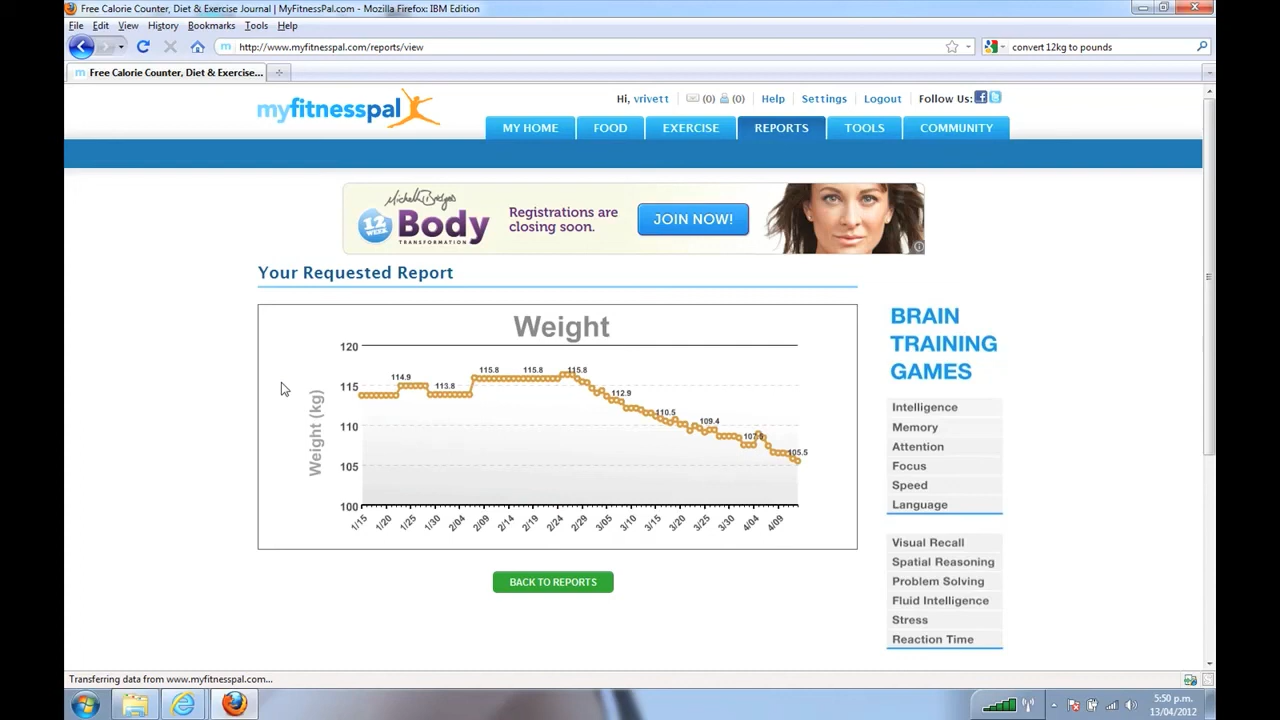 Free Calorie Counter, Diet & Exercise Journal | MyFitnessPal.com - Mozilla Firefox: IBM Edition
File Edit View History Bookmarks Tools Help
http://www.myfitnesspal.com/reports/view
convert 12kg to pounds
Free Calorie Counter, Diet & Exercise...
myfitnesspal
Hi, vrivett (0) (0) Help Settings Logout Follow Us:
MY HOME FOOD EXERCISE REPORTS TOOLS COMMUNITY
Michelle Bridges
12 WEEK Body TRANSFORMATION
Registrations are
closing soon.
JOIN NOW!
Your Requested Report
Weight
Weight (kg)
120
115
110
105
100
114.9 113.8 115.8 115.8 115.8 112.9 110.5 109.4 105.5
1/15 1/20 1/25 1/30 2/04 2/09 2/14 2/19 2/24 2/29 3/05 3/10 3/15 3/20 3/25 3/30 4/04 4/09
BACK TO REPORTS
BRAIN
TRAINING
GAMES
Intelligence
Memory
Attention
Focus
Speed
Language
Visual Recall
Spatial Reasoning
Problem Solving
Fluid Intelligence
Stress
Reaction Time
Transferring data from www.myfitnesspal.com...
5:50 p.m.
13/04/2012